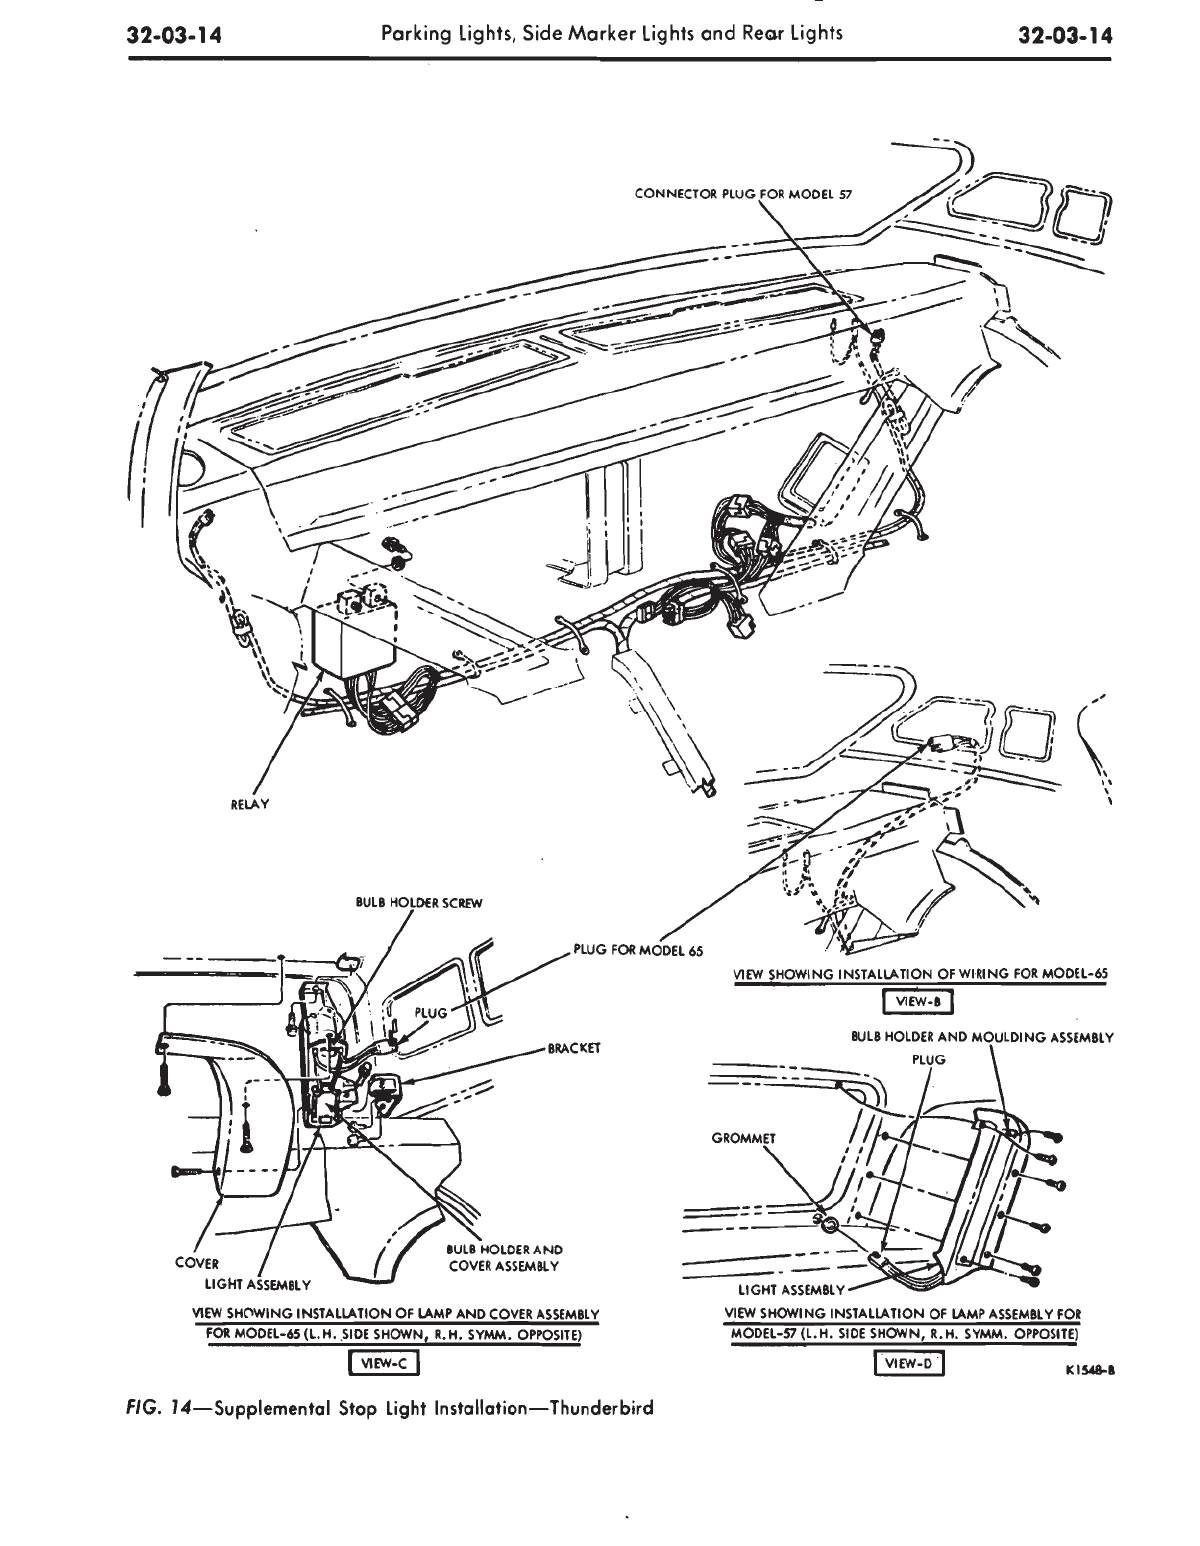 32-03-14 Parking Lights, Side Marker Lights and Rear Lights 32-03-14
CONNECTOR PLUG FOR MODEL 57
RELAY
BULB HOLDER SCREW
PLUG FOR MODEL 65
PLUG
BRACKET
COVER
LIGHT ASSEMBLY
BULB HOLDER AND
COVER ASSEMBLY
VIEW SHOWING INSTALLATION OF LAMP AND COVER ASSEMBLY
FOR MODEL-65 (L.H. SIDE SHOWN, R.H. SYMM. OPPOSITE)
VIEW-C
VIEW SHOWING INSTALLATION OF WIRING FOR MODEL-65
VIEW-B
BULB HOLDER AND MOULDING ASSEMBLY
PLUG
GROMMET
LIGHT ASSEMBLY
VIEW SHOWING INSTALLATION OF LAMP ASSEMBLY FOR
MODEL-57 (L.H. SIDE SHOWN, R.H. SYMM. OPPOSITE)
VIEW-D
K1548-B
FIG. 14—Supplemental Stop Light Installation—Thunderbird